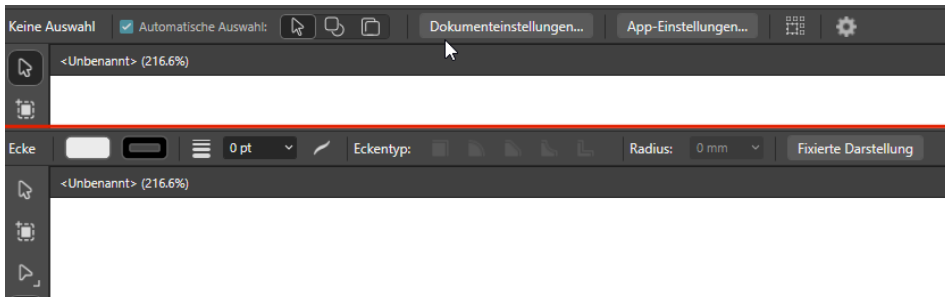 Keine Auswahl Automatische Auswahl: Dokumenteinstellungen... App-Einstellungen...
<Unbenannt> (216.6%)
Ecke 0 pt Eckentyp: Radius: 0 mm Fixierte Darstellung
<Unbenannt> (216.6%)